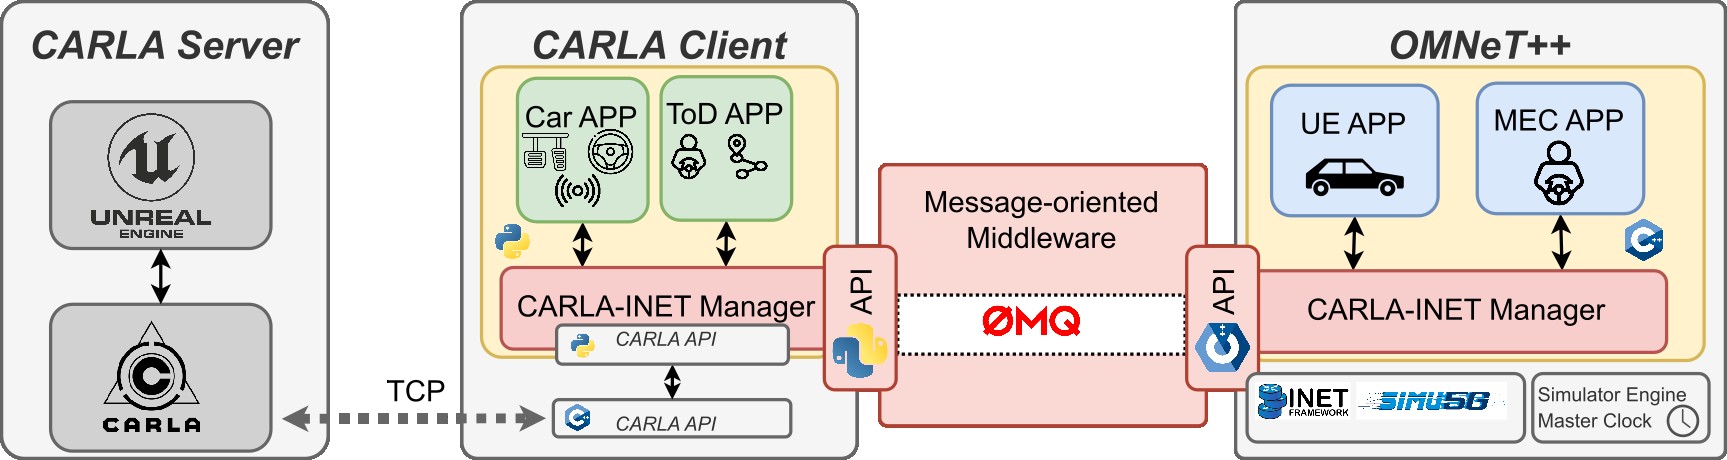 CARLA Server
UNREAL
ENGINE
CARLA
TCP
CARLA Client
Car APP
ToD APP
CARLA-INET Manager
CARLA API
CARLA API
API
Message-oriented
Middleware
ØMQ
API
OMNeT++
UE APP
MEC APP
C++
CARLA-INET Manager
INET
FRAMEWORK
SIMU5G
Simulator Engine
Master Clock